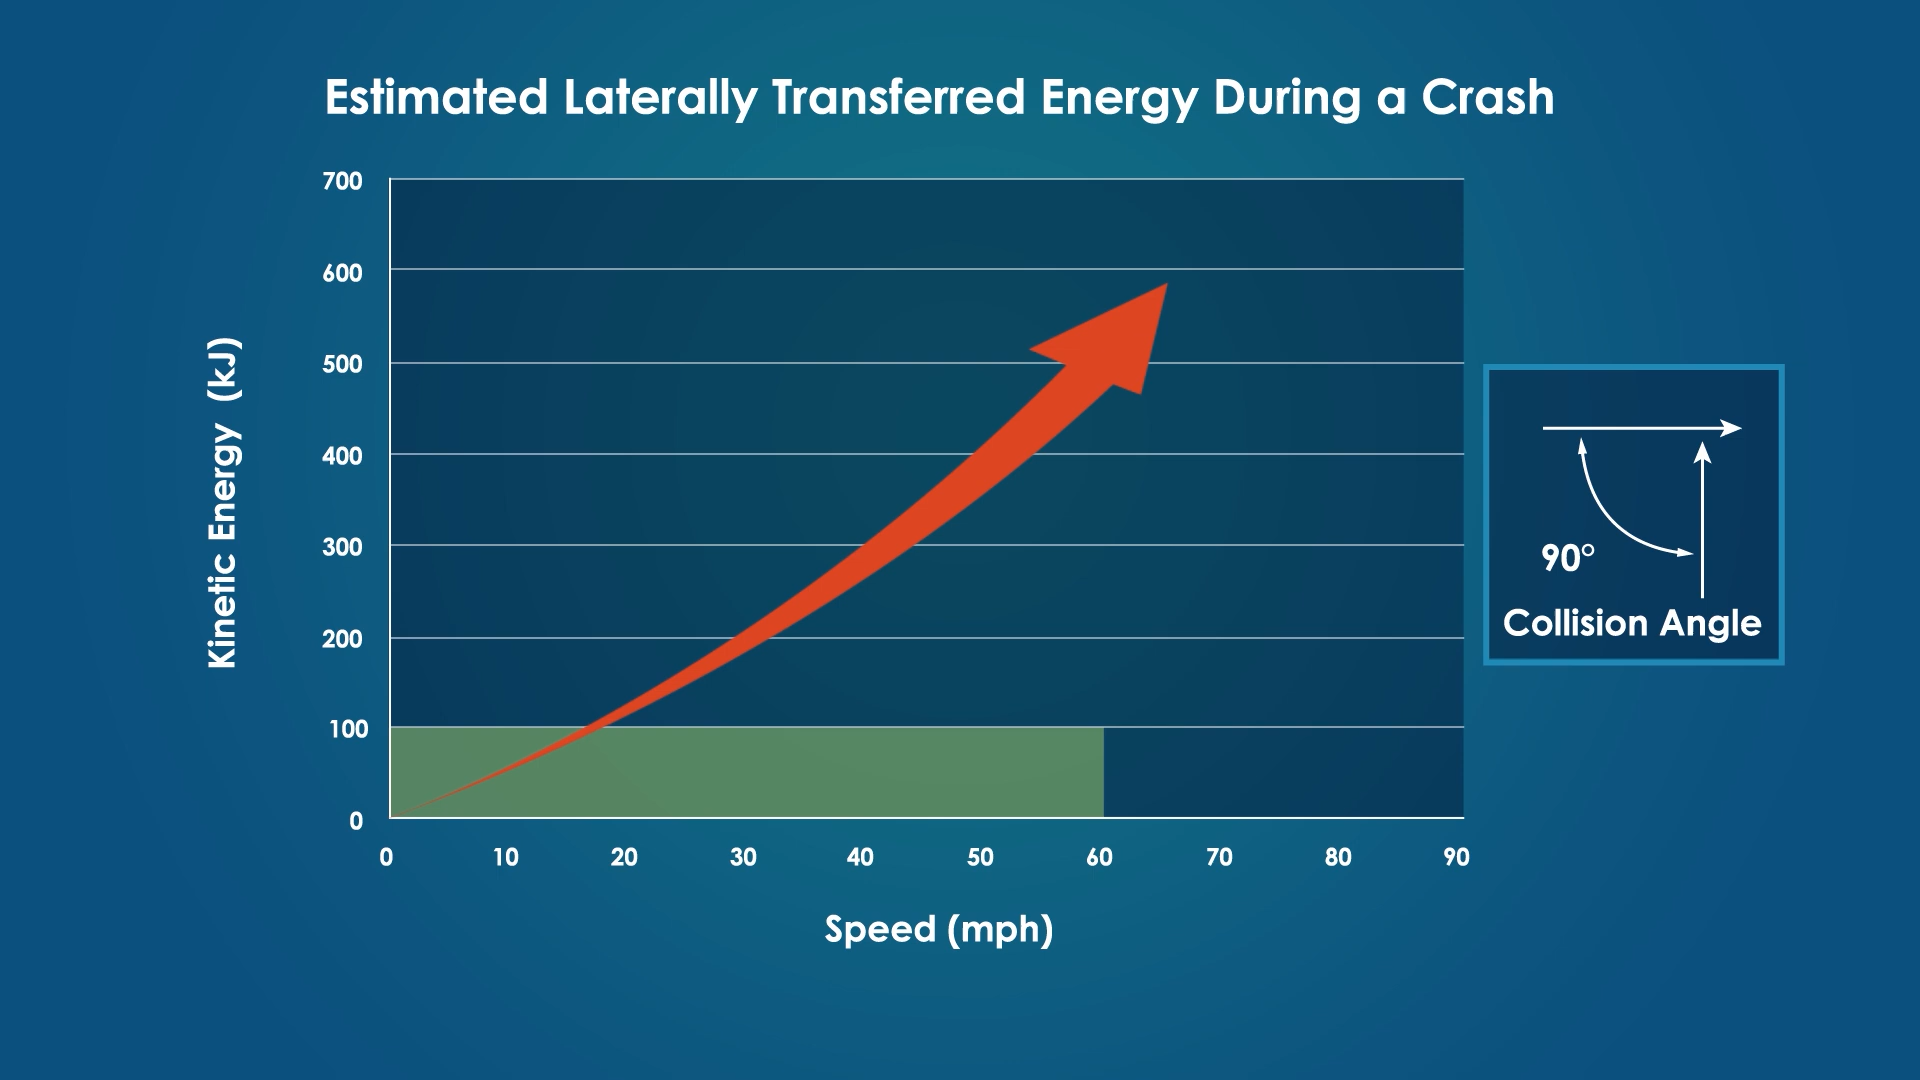 Estimated Laterally Transferred Energy During a Crash
700
600
500
400
300
200
100
0
Kinetic Energy (kJ)
0 10 20 30 40 50 60 70 80 90
Speed (mph)
90°
Collision Angle